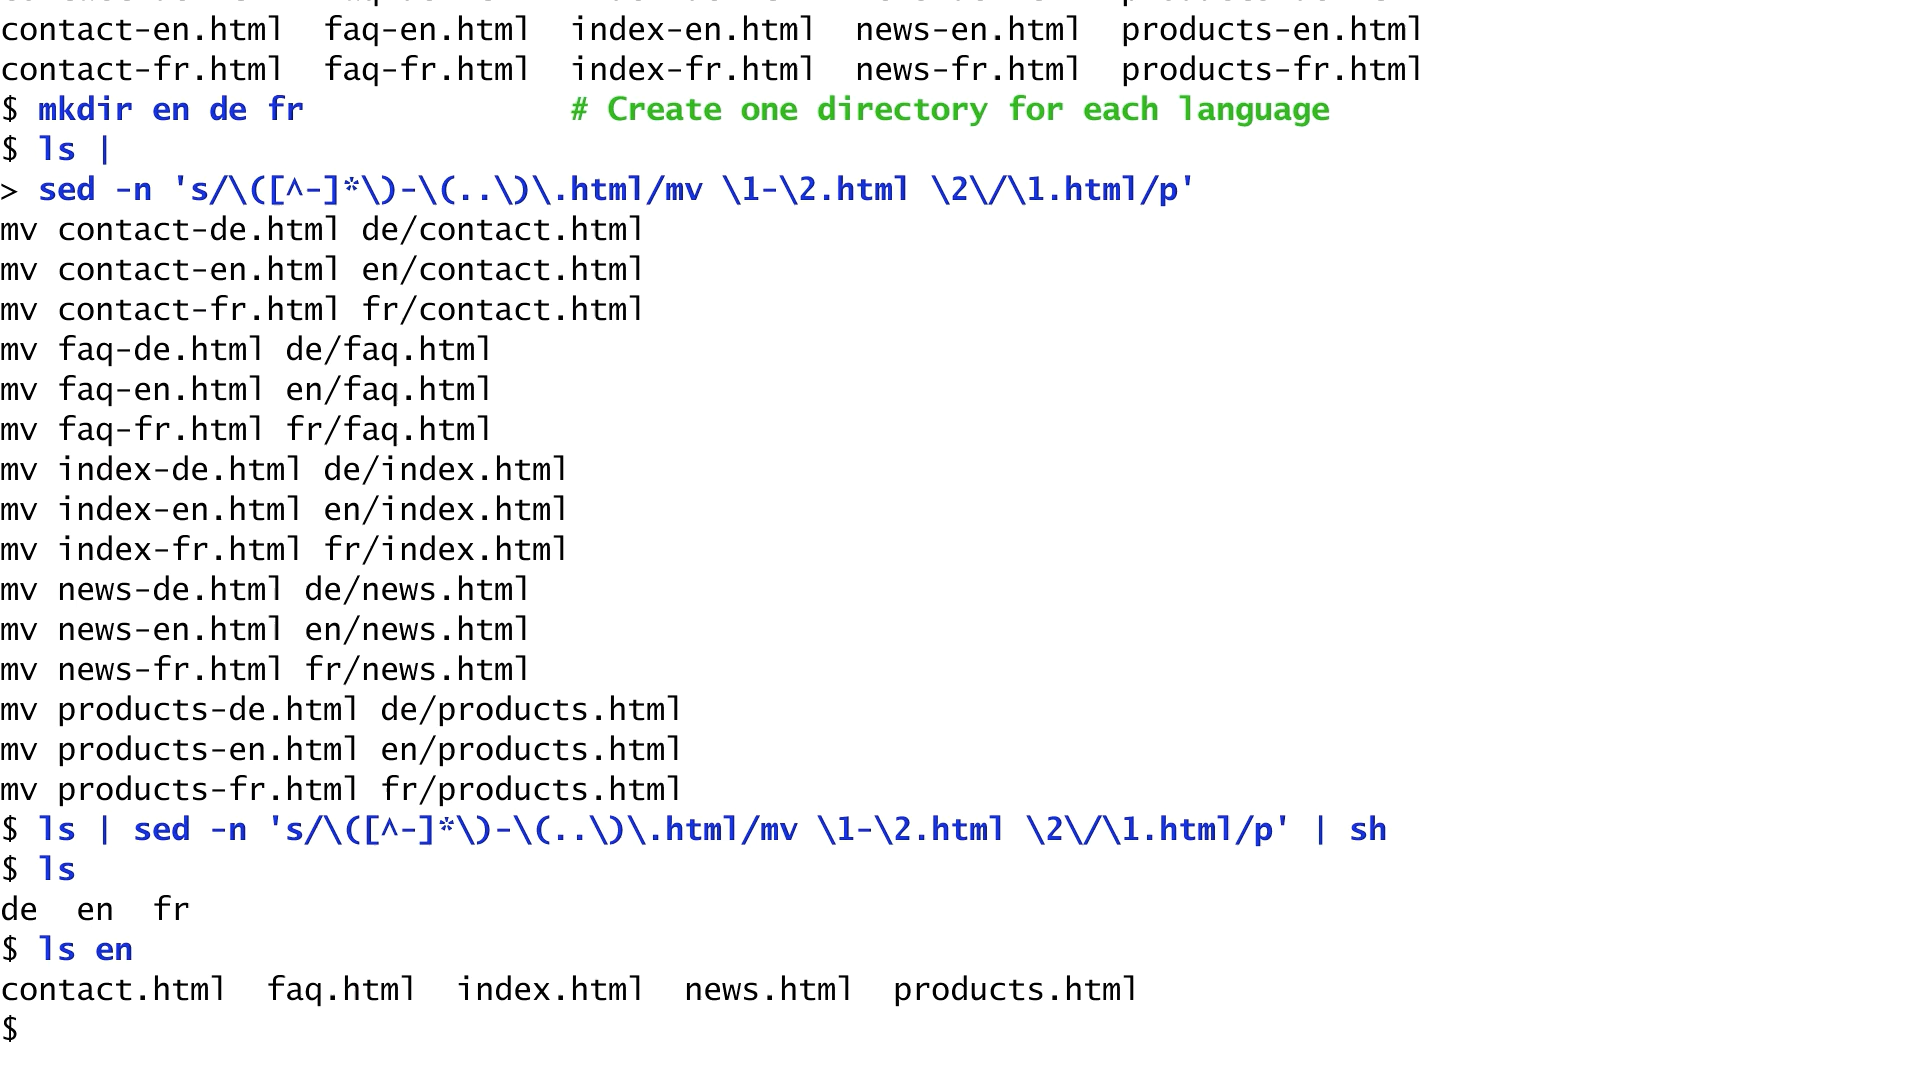 contact-en.html  faq-en.html  index-en.html  news-en.html  products-en.html
contact-fr.html  faq-fr.html  index-fr.html  news-fr.html  products-fr.html
$ mkdir en de fr              # Create one directory for each language
$ ls |
> sed -n 's/\([^-]*\)-\(..\)\.html/mv \1-\2.html \2\/\1.html/p'
mv contact-de.html de/contact.html
mv contact-en.html en/contact.html
mv contact-fr.html fr/contact.html
mv faq-de.html de/faq.html
mv faq-en.html en/faq.html
mv faq-fr.html fr/faq.html
mv index-de.html de/index.html
mv index-en.html en/index.html
mv index-fr.html fr/index.html
mv news-de.html de/news.html
mv news-en.html en/news.html
mv news-fr.html fr/news.html
mv products-de.html de/products.html
mv products-en.html en/products.html
mv products-fr.html fr/products.html
$ ls | sed -n 's/\([^-]*\)-\(..\)\.html/mv \1-\2.html \2\/\1.html/p' | sh
$ ls
de  en  fr
$ ls en
contact.html  faq.html  index.html  news.html  products.html
$